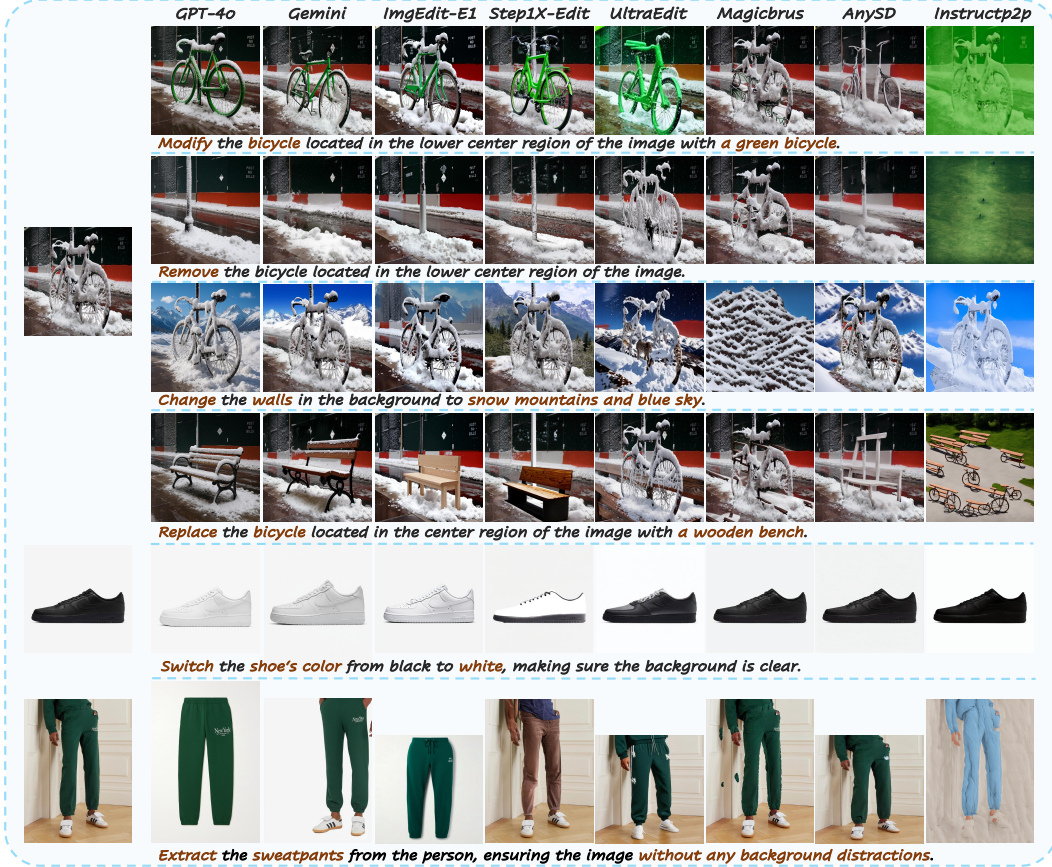 GPT-4o Gemini ImgEdit-E1 Step1X-Edit UltraEdit Magicbrus AnySD Instructp2p
Modify the bicycle located in the lower center region of the image with a green bicycle.
Remove the bicycle located in the lower center region of the image.
Change the walls in the background to snow mountains and blue sky.
Replace the bicycle located in the center region of the image with a wooden bench.
Switch the shoe's color from black to white, making sure the background is clear.
New York
Extract the sweatpants from the person, ensuring the image without any background distractions.